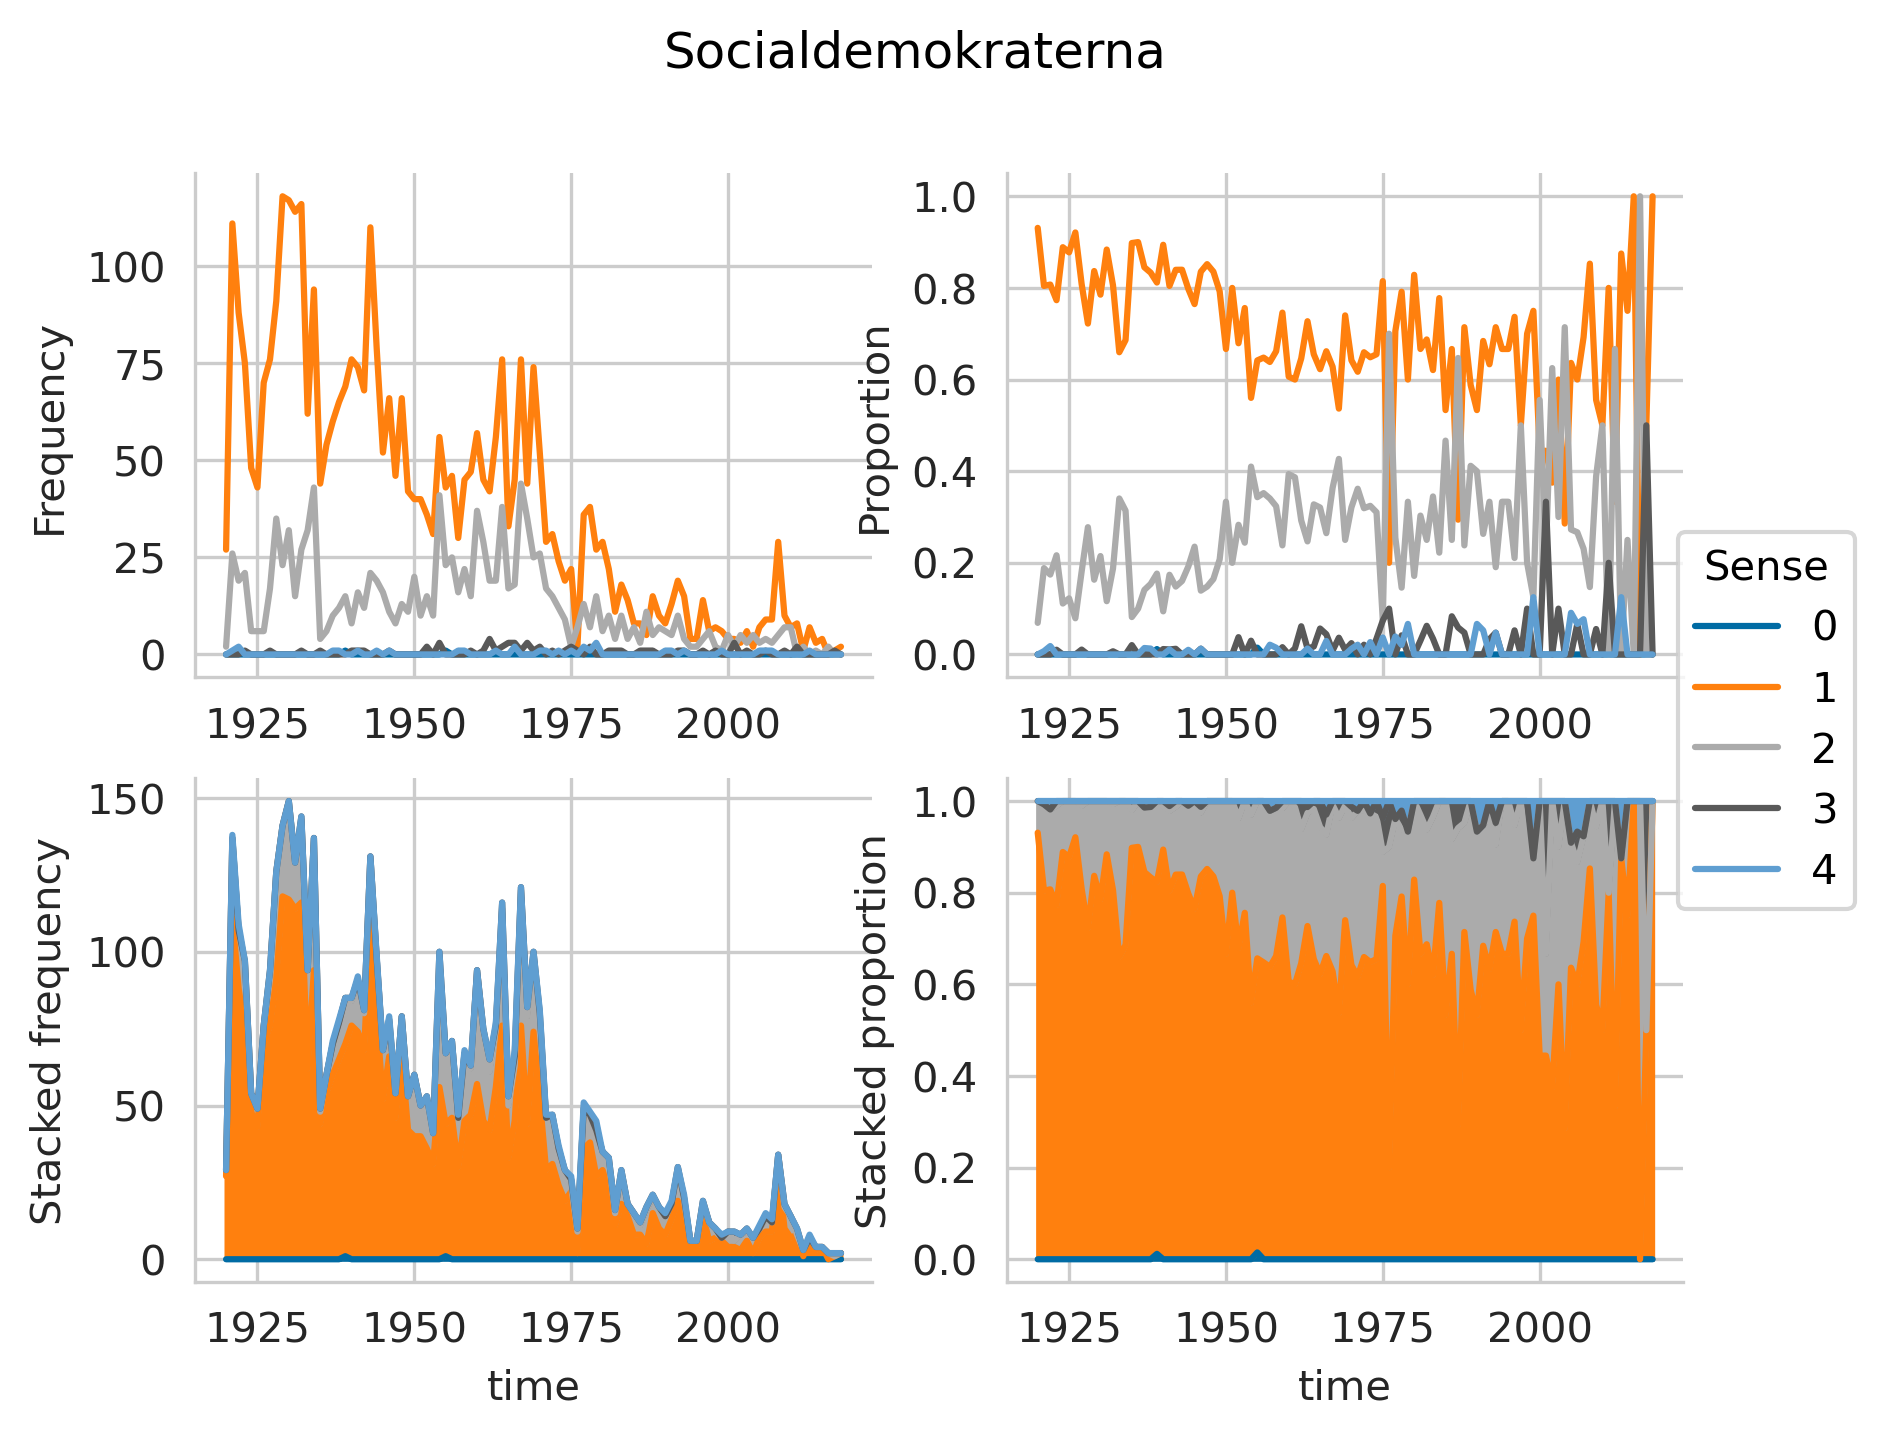 Socialdemokraterna
Frequency
100
75
50
25
0
1925 1950 1975 2000
Proportion
1.0
0.8
0.6
0.4
0.2
0.0
1925 1950 1975 2000
Sense
0
1
2
3
4
Stacked frequency
150
100
50
0
1925 1950 1975 2000
time
Stacked proportion
1.0
0.8
0.6
0.4
0.2
0.0
1925 1950 1975 2000
time